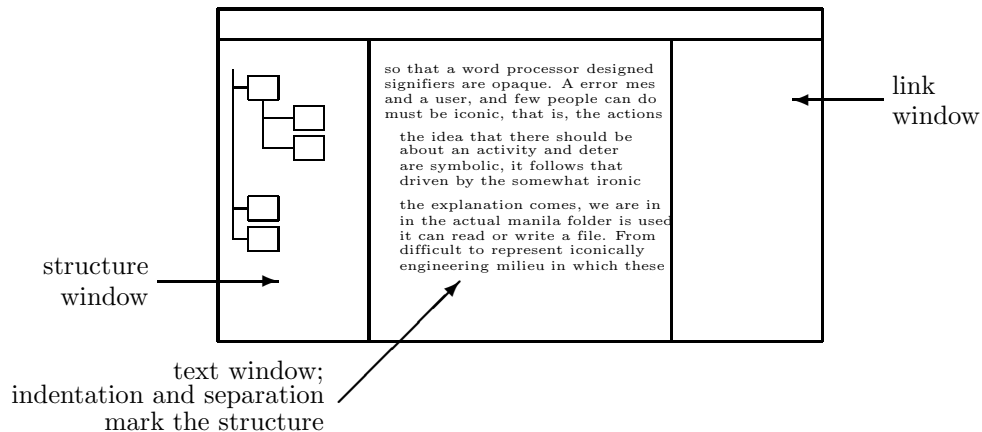 so that a word processor designed
signifiers are opaque. A error mes
and a user, and few people can do
must be iconic, that is, the actions
the idea that there should be
about an activity and deter
are symbolic, it follows that
driven by the somewhat ironic
the explanation comes, we are in
in the actual manila folder is used
it can read or write a file. From
difficult to represent iconically
engineering milieu in which these
link
window
structure
window
text window;
indentation and separation
mark the structure